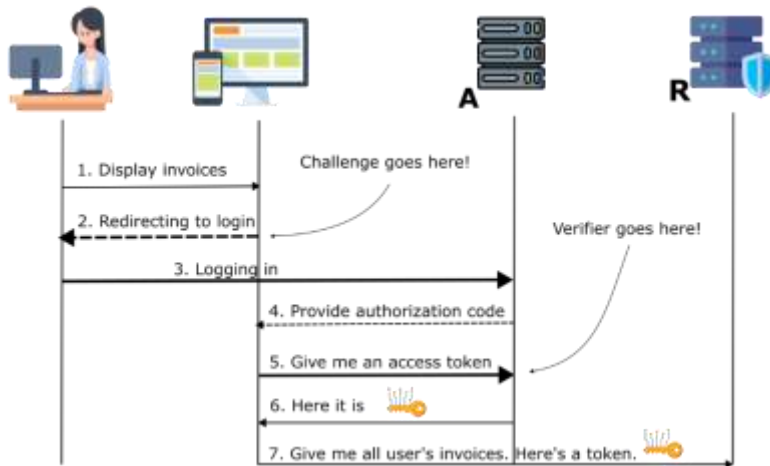 A
R
1. Display invoices
Challenge goes here!
2. Redirecting to login
Verifier goes here!
3. Logging in
4. Provide authorization code
5. Give me an access token
6. Here it is
7. Give me all user's invoices. Here's a token.